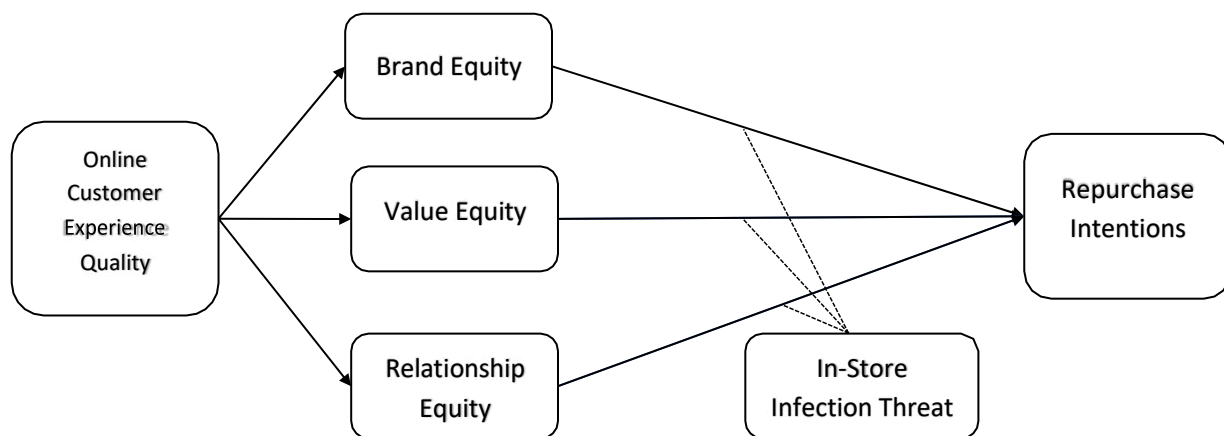 Brand Equity
Online
Customer
Experience
Quality
Value Equity
Repurchase
Intentions
Relationship
Equity
In-Store
Infection Threat